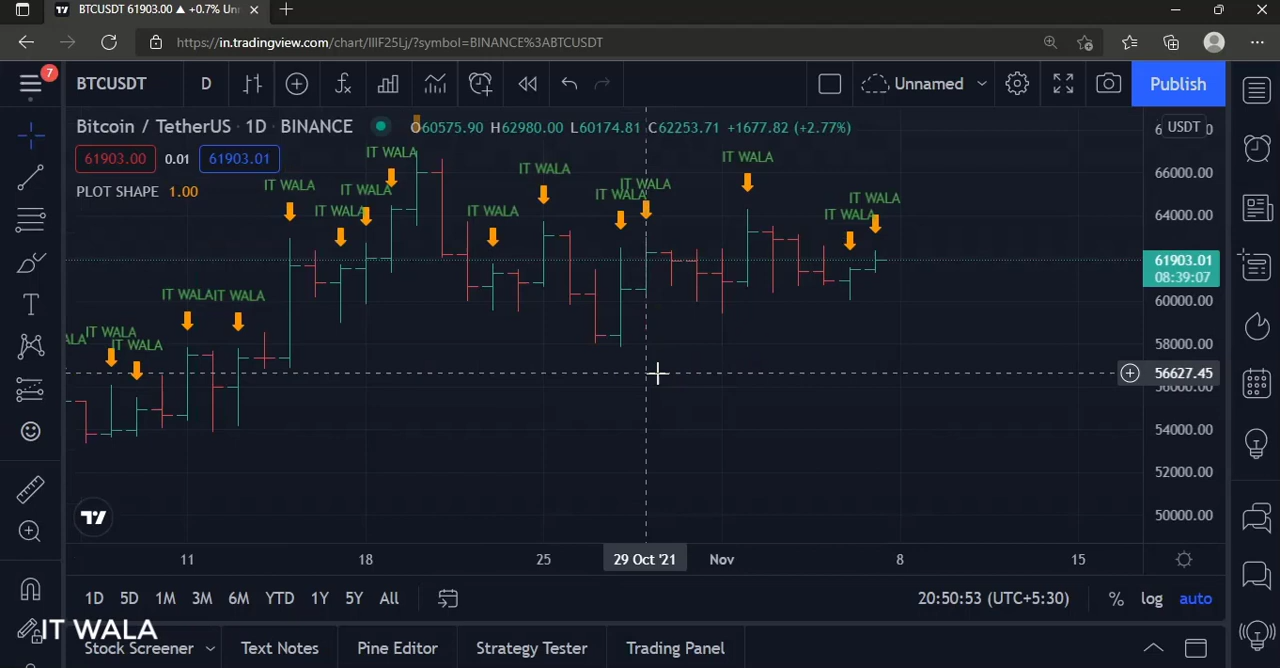 BTCUSDT 61903.00 ▲ +0.7% Un
https://in.tradingview.com/chart/IIIF25Lj/?symbol=BINANCE%3ABTCUSDT
7
BTCUSDT D Unnamed Publish
Bitcoin / TetherUS · 1D · BINANCE O60575.90 H62980.00 L60174.81 C62253.71 +1677.82 (+2.77%)
USDT
61903.00 0.01 61903.01
PLOT SHAPE 1.00
IT WALA
IT WALA
IT WALA
IT WALA
IT WALA
IT WALA
IT WALA
IT WALA
IT WALA
IT WALA
IT WALA
IT WALA
IT WALA
IT WALA
ALA
IT WALA
IT WALA
66000.00
64000.00
61903.01
08:39:07
60000.00
58000.00
56627.45
56000.00
54000.00
52000.00
50000.00
11 18 25 29 Oct '21 Nov 8 15
1D 5D 1M 3M 6M YTD 1Y 5Y All 20:50:53 (UTC+5:30) % log auto
IT WALA
Stock Screener Text Notes Pine Editor Strategy Tester Trading Panel